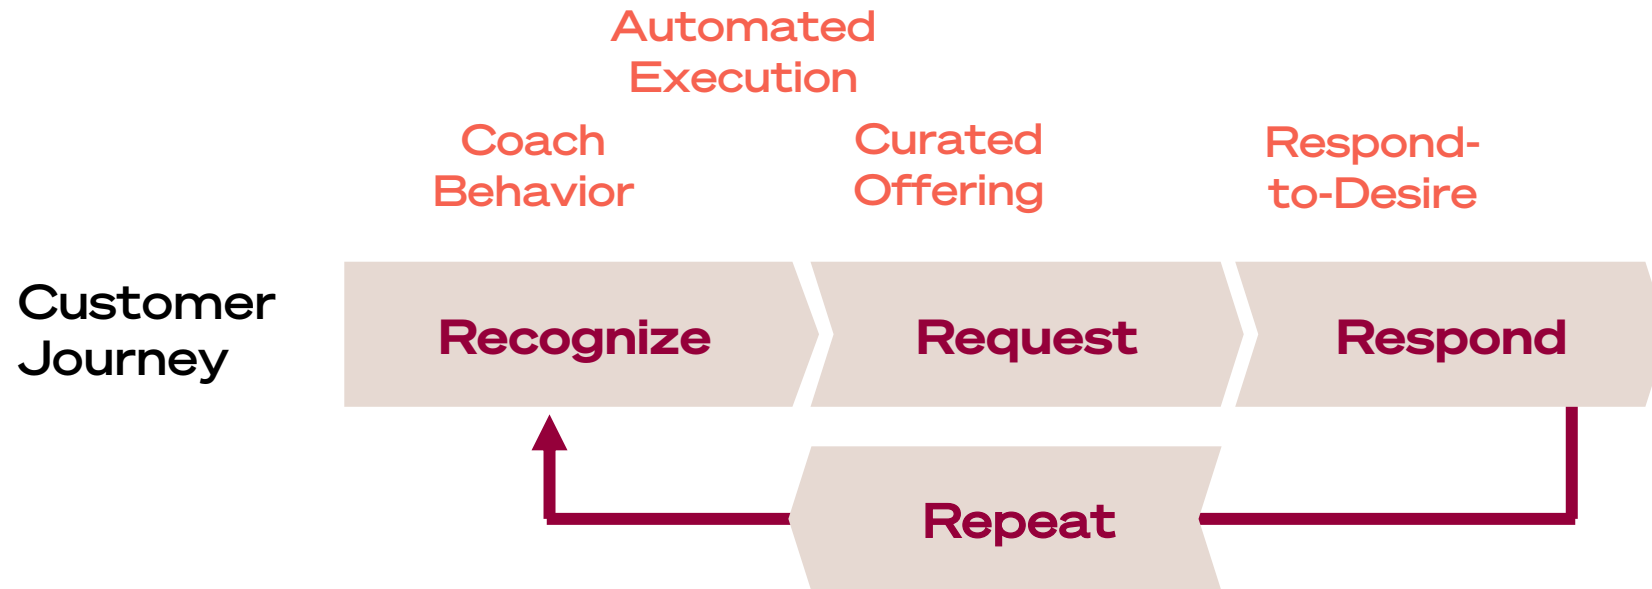 Automated
Execution
Coach
Behavior
Curated
Offering
Respond-
to-Desire
Customer
Journey
Recognize
Request
Respond
Repeat